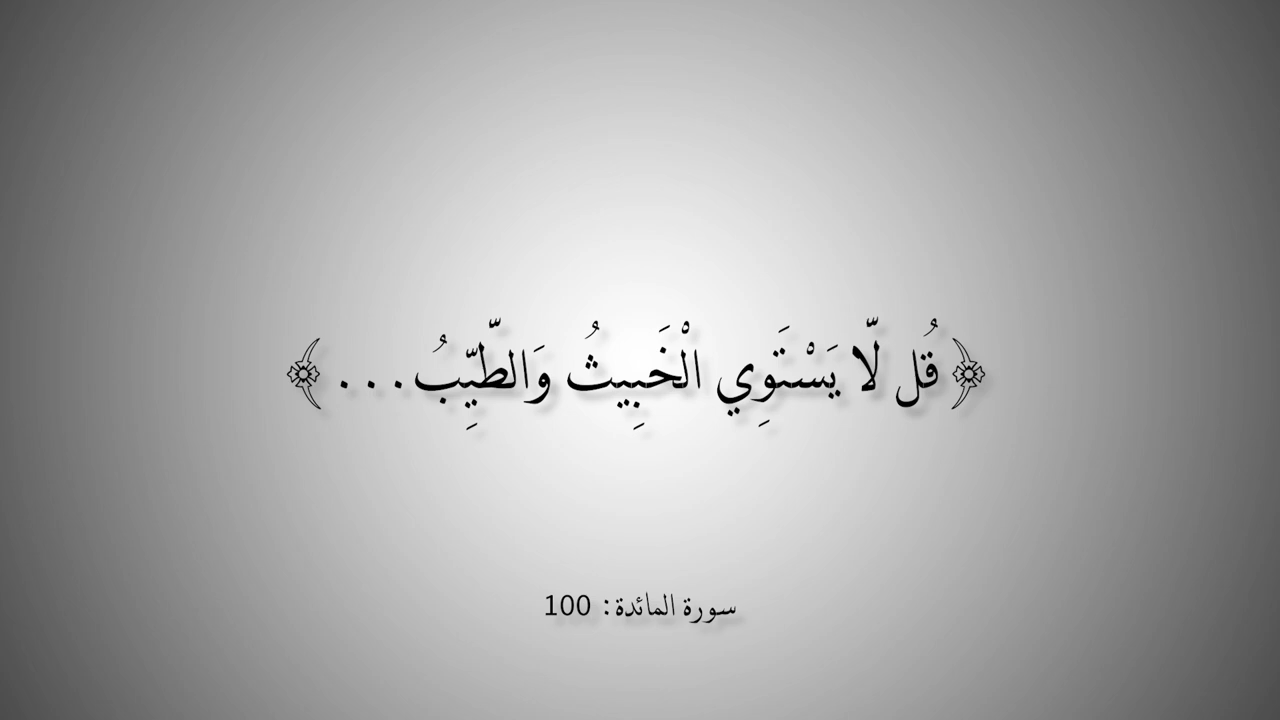 ﴿قُل لَّا يَسْتَوِي الْخَبِيثُ وَالطَّيِّبُ...﴾
سورة المائدة: 100